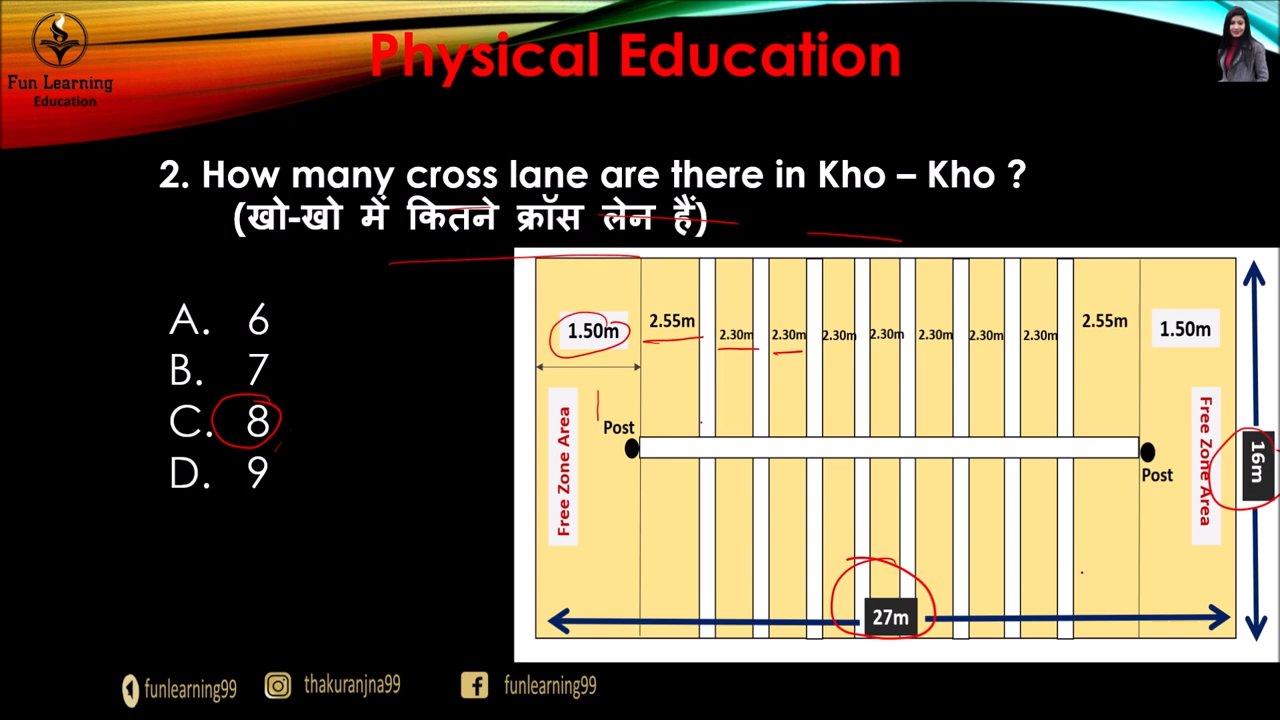 Fun Learning
Education
Physical Education
2. How many cross lane are there in Kho – Kho ?
(खो-खो में कितने क्रॉस लेन हैं)
A. 6
B. 7
C. 8
D. 9
1.50m
2.55m
2.30m
2.30m
2.30m
2.30m
2.30m
2.30m
2.30m
2.55m
1.50m
Free Zone Area
Post
Post
Free Zone Area
16m
27m
funlearning99
thakuranjna99
funlearning99